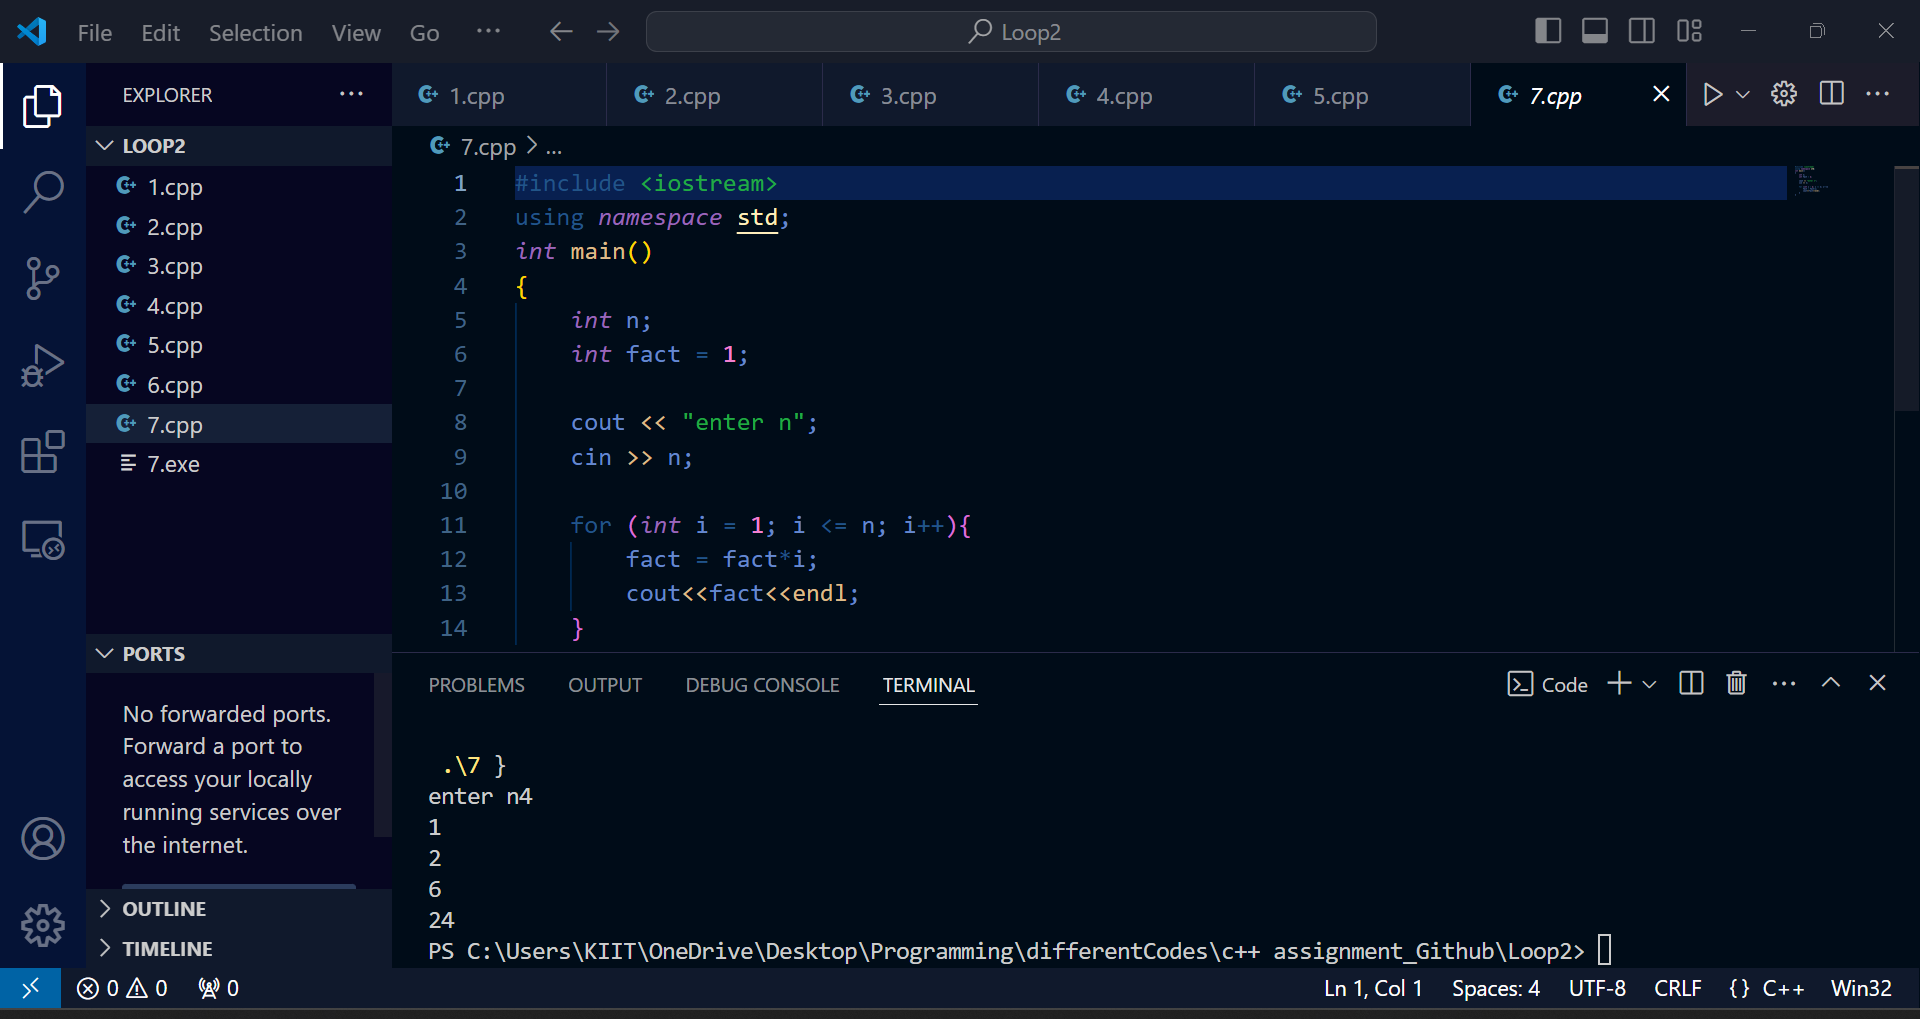 File Edit Selection View Go ··· Loop2
EXPLORER ···
LOOP2
1.cpp
2.cpp
3.cpp
4.cpp
5.cpp
6.cpp
7.cpp
7.exe
PORTS
No forwarded ports.
Forward a port to
access your locally
running services over
the internet.
OUTLINE
TIMELINE
1.cpp 2.cpp 3.cpp 4.cpp 5.cpp 7.cpp
7.cpp > ...
1 #include <iostream>
2 using namespace std;
3 int main()
4 {
5 int n;
6 int fact = 1;
7
8 cout << "enter n";
9 cin >> n;
10
11 for (int i = 1; i <= n; i++){
12 fact = fact*i;
13 cout<<fact<<endl;
14 }
PROBLEMS OUTPUT DEBUG CONSOLE TERMINAL Code
.\7 }
enter n4
1
2
6
24
PS C:\Users\KIIT\OneDrive\Desktop\Programming\differentCodes\c++ assignment_Github\Loop2>
0 0 0 Ln 1, Col 1 Spaces: 4 UTF-8 CRLF {} C++ Win32